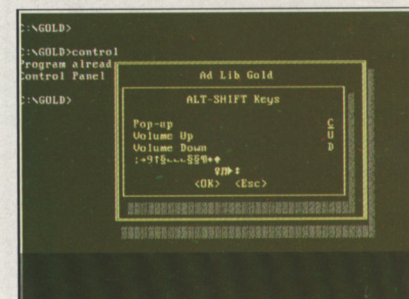 C:\GOLD>
C:\GOLD>control
Program alread
Control Panel
C:\GOLD>
Ad Lib Gold
ALT-SHIFT Keys
Pop-up C
Volume Up U
Volume Down D
<OK> <Esc>